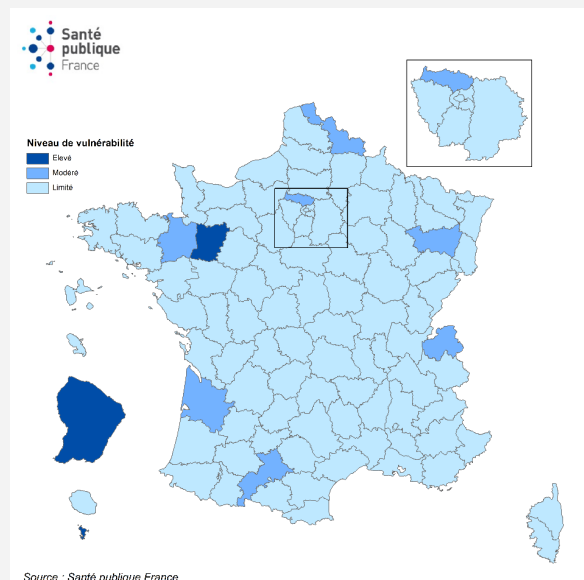 Santé
publique
France
Niveau de vulnérabilité
Elevé
Modéré
Limité
Source : Santé publique France